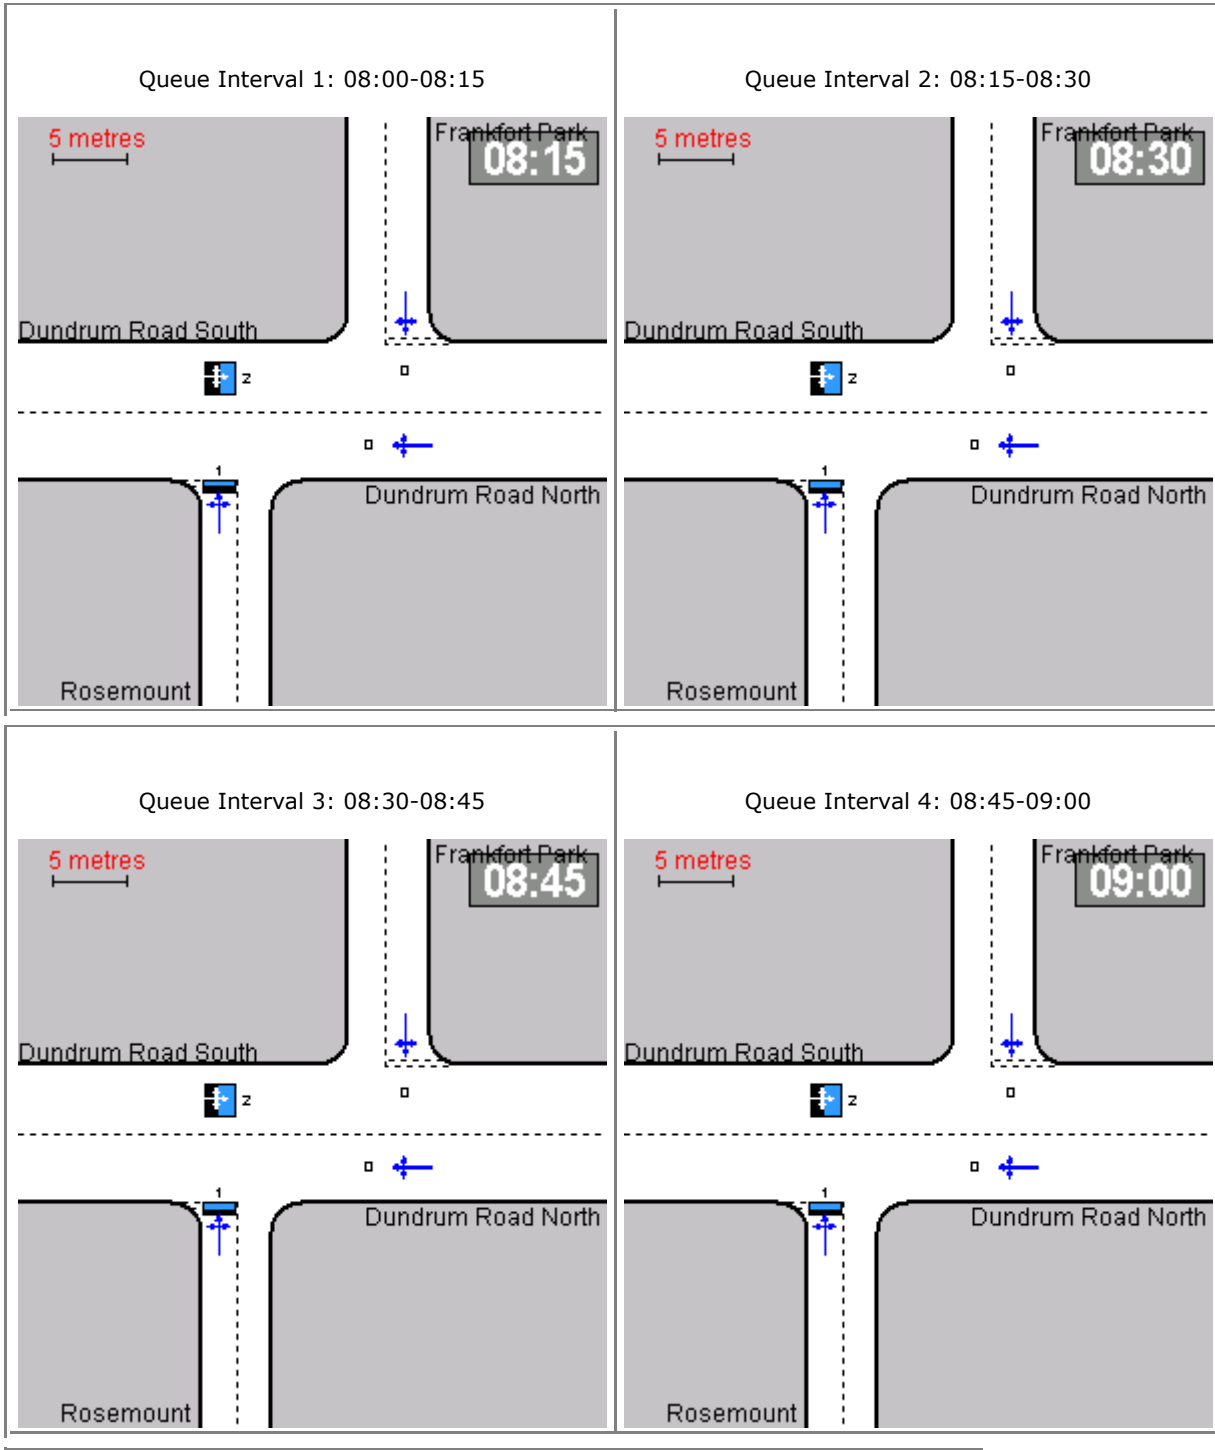 Queue Interval 1: 08:00-08:15
5 metres
Frankfort Park
08:15
Dundrum Road South
2
1
Dundrum Road North
Rosemount
Queue Interval 2: 08:15-08:30
5 metres
Frankfort Park
08:30
Dundrum Road South
2
1
Dundrum Road North
Rosemount
Queue Interval 3: 08:30-08:45
5 metres
Frankfort Park
08:45
Dundrum Road South
2
1
Dundrum Road North
Rosemount
Queue Interval 4: 08:45-09:00
5 metres
Frankfort Park
09:00
Dundrum Road South
2
1
Dundrum Road North
Rosemount